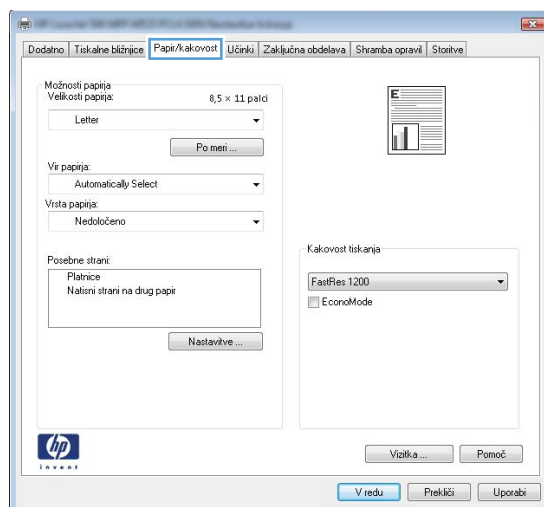 Dodatno Tiskalne bližnjice Papir/kakovost Učinki Zaključna obdelava Shramba opravil Storitve
Možnosti papirja
Velikosti papirja: 8,5 × 11 palci
Letter
Po meri ...
Vir papirja:
Automatically Select
Vrsta papirja:
Nedoločeno
Posebne strani:
Platnice
Natisni strani na drug papir
Nastavitve ...
E
Kakovost tiskanja
FastRes 1200
EconoMode
hp
invent
Vizitka ... Pomoč
V redu Prekliči Uporabi